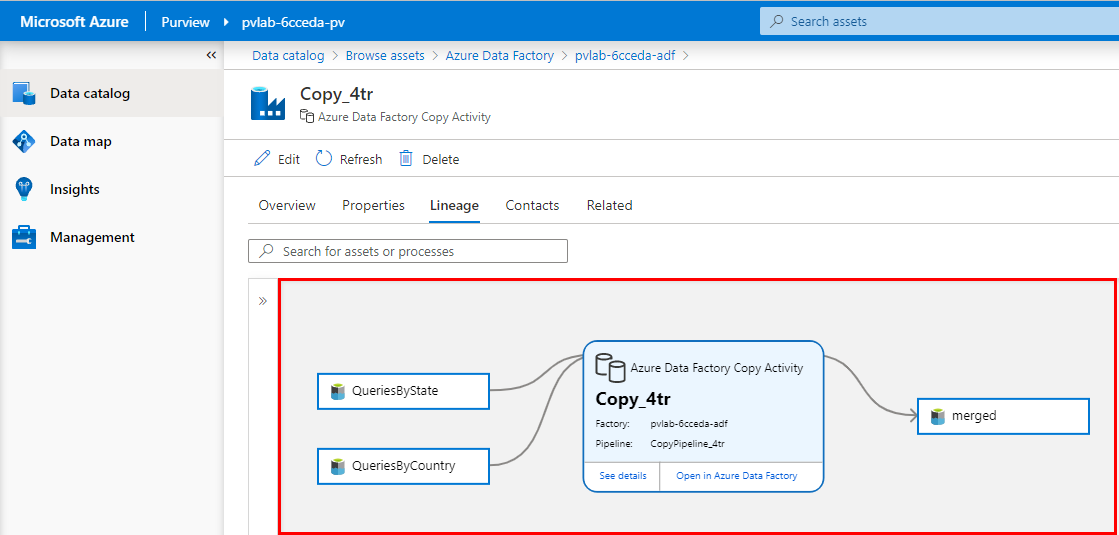 Microsoft Azure
Purview
pvlab-6cceda-pv
Search assets
«
Data catalog > Browse assets > Azure Data Factory > pvlab-6cceda-adf >
Data catalog
Data map
Insights
Management
Copy_4tr
Azure Data Factory Copy Activity
Edit
Refresh
Delete
Overview
Properties
Lineage
Contacts
Related
Search for assets or processes
»
QueriesByState
QueriesByCountry
Azure Data Factory Copy Activity
Copy_4tr
Factory: pvlab-6cceda-adf
Pipeline: CopyPipeline_4tr
See details
Open in Azure Data Factory
merged